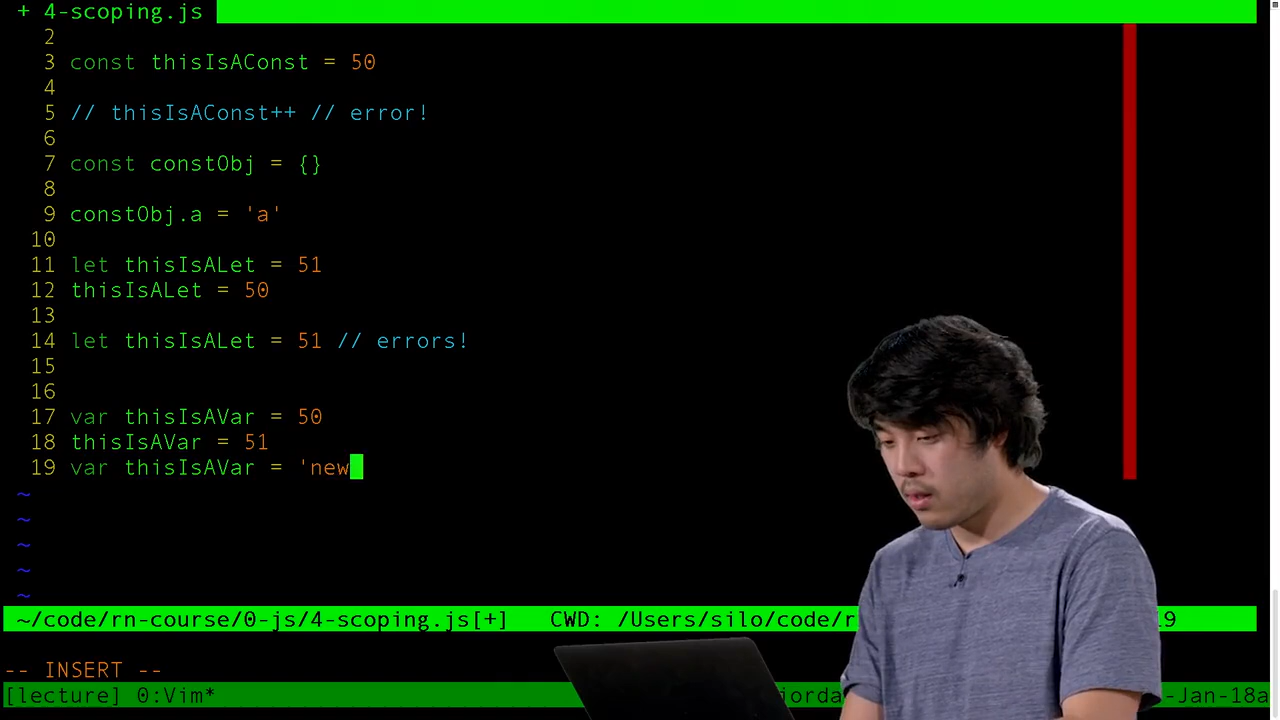 + 4-scoping.js
2
3 const thisIsAConst = 50
4
5 // thisIsAConst++ // error!
6
7 const constObj = {}
8
9 constObj.a = 'a'
10
11 let thisIsALet = 51
12 thisIsALet = 50
13
14 let thisIsALet = 51 // errors!
15
16
17 var thisIsAVar = 50
18 thisIsAVar = 51
19 var thisIsAVar = 'new
~
~
~
~
~
~/code/rn-course/0-js/4-scoping.js[+] CWD: /Users/silo/code/r
-- INSERT --
[lecture] 0:Vim* -Jan-18